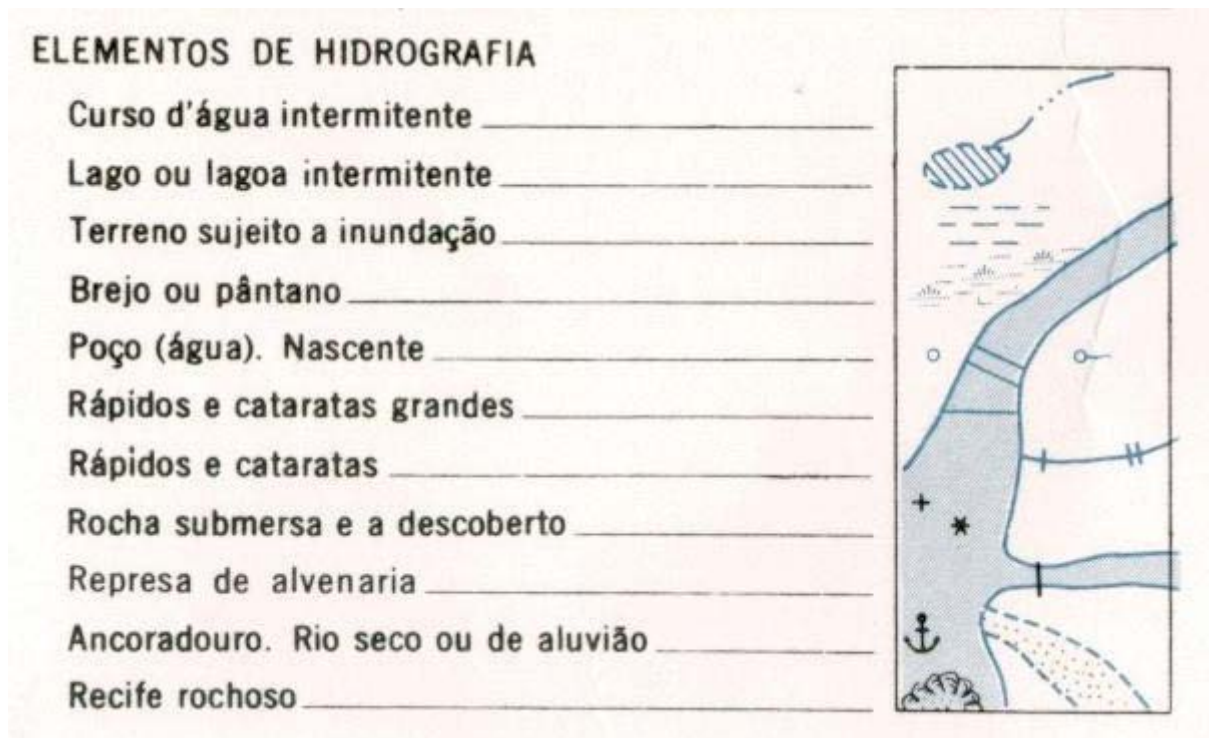 ELEMENTOS DE HIDROGRAFIA
Curso d'água intermitente
Lago ou lagoa intermitente
Terreno sujeito a inundação
Brejo ou pântano
Poço (água). Nascente
Rápidos e cataratas grandes
Rápidos e cataratas
Rocha submersa e a descoberto
Represa de alvenaria
Ancoradouro. Rio seco ou de aluvião
Recife rochoso